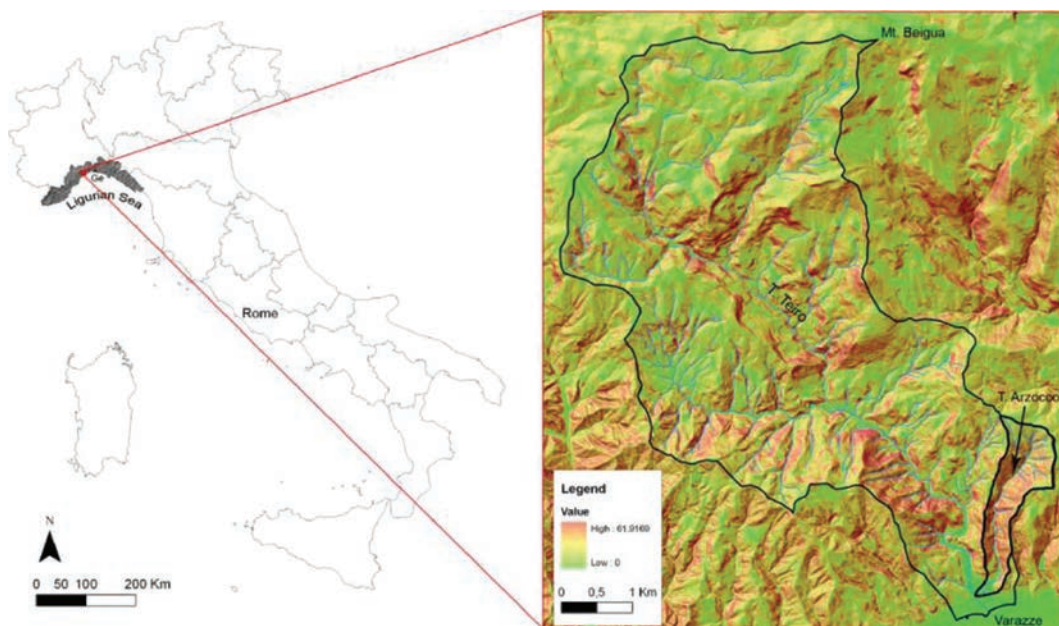 Ge
Ligurian Sea
Rome
N
0 50 100 200 Km
Mt. Beigua
T. Teiro
T. Arzocco
Legend
Value
High : 61,9169
Low : 0
0 0,5 1 Km
Varazze